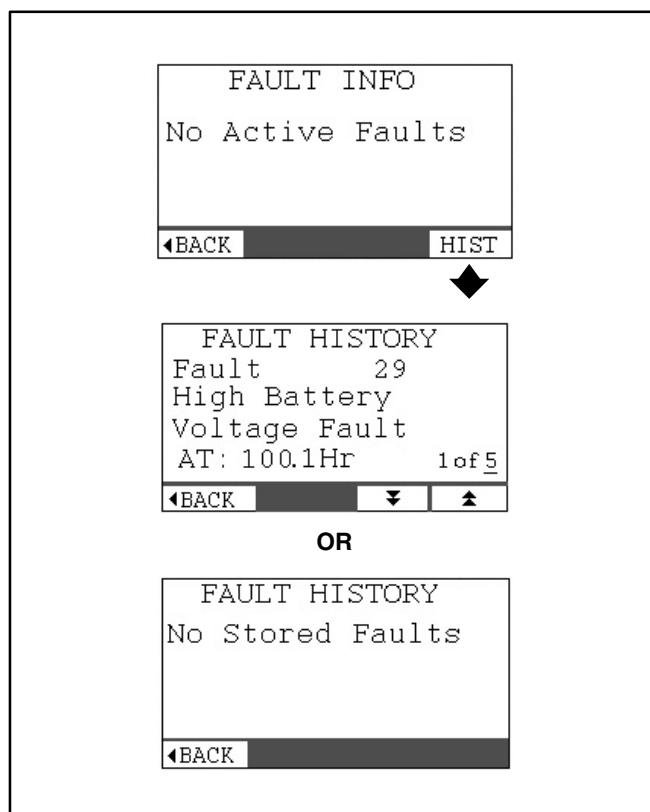 FAULT INFO
No Active Faults
◀BACK HIST
FAULT HISTORY
Fault 29
High Battery
Voltage Fault
AT: 100.1Hr 1of5
◀BACK
OR
FAULT HISTORY
No Stored Faults
◀BACK